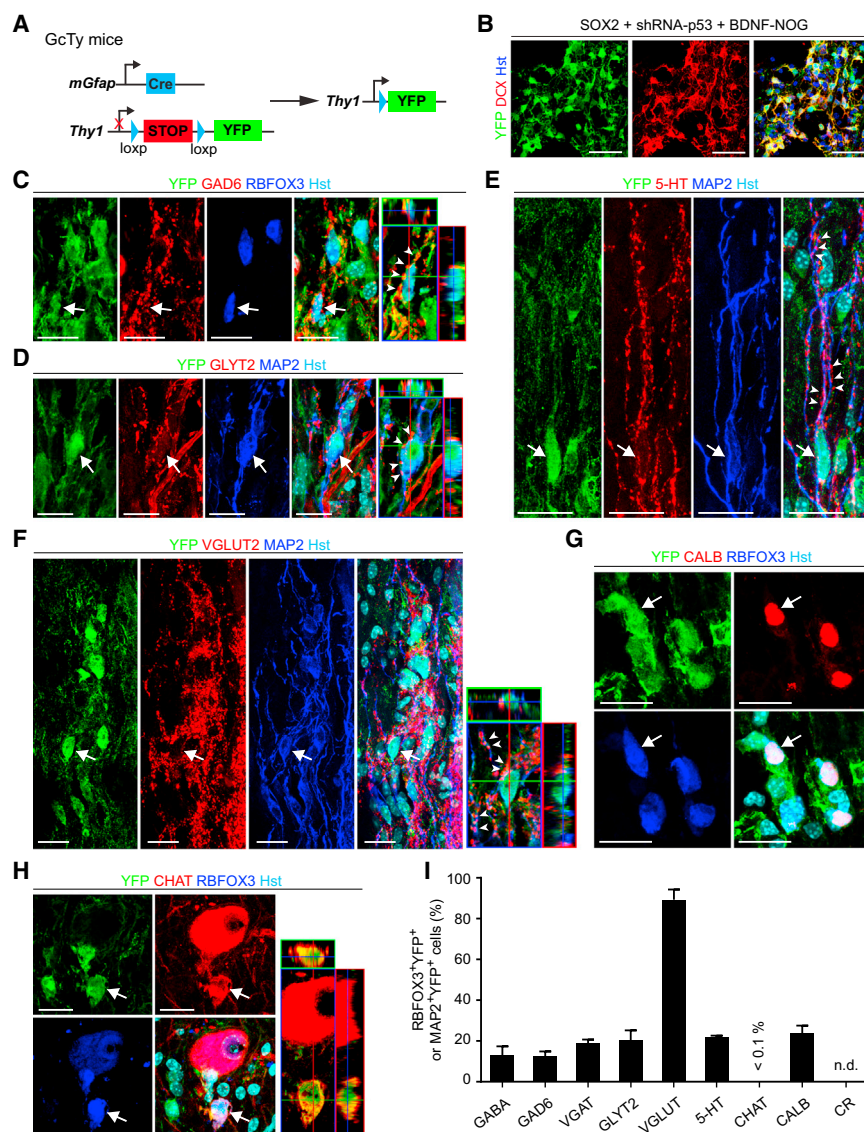 A
GcTy mice
mGfap
Cre
Thy1
STOP
YFP
loxp
loxp
Thy1
YFP
B
SOX2 + shRNA-p53 + BDNF-NOG
YFP DCX Hst
C
YFP GAD6 RBFOX3 Hst
D
YFP GLYT2 MAP2 Hst
E
YFP 5-HT MAP2 Hst
F
YFP VGLUT2 MAP2 Hst
G
YFP CALB RBFOX3 Hst
H
YFP CHAT RBFOX3 Hst
I
RBFOX3+YFP+
or MAP2+YFP+ cells (%)
100
80
60
40
20
0
< 0.1 %
n.d.
GABA
GAD6
VGAT
GLYT2
VGLUT
5-HT
CHAT
CALB
CR